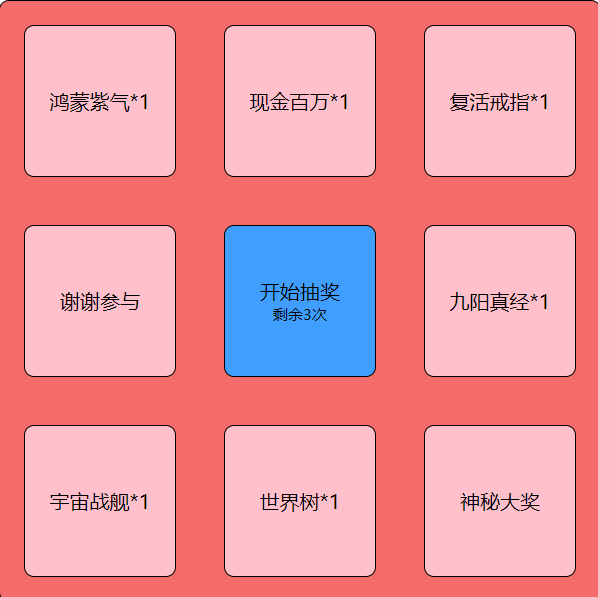 鸿蒙紫气*1
现金百万*1
复活戒指*1
谢谢参与
开始抽奖
剩余3次
九阳真经*1
宇宙战舰*1
世界树*1
神秘大奖